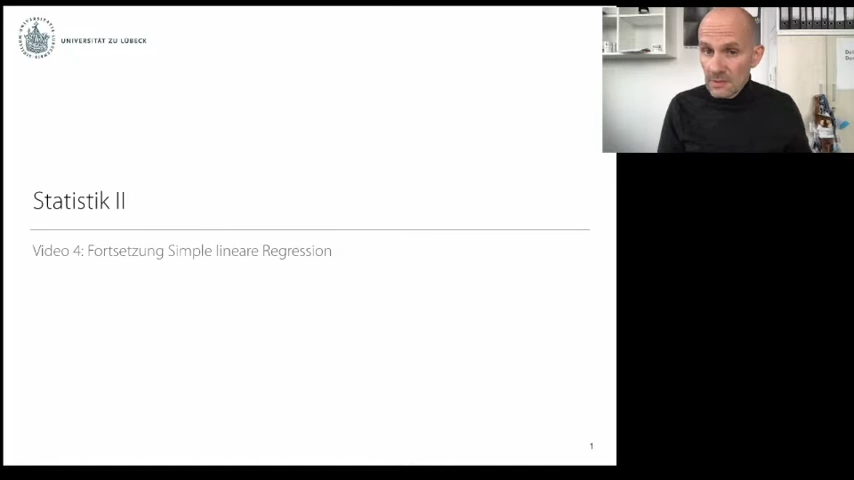 UNIVERSITÄT ZU LÜBECK
Statistik II
Video 4: Fortsetzung Simple lineare Regression
1